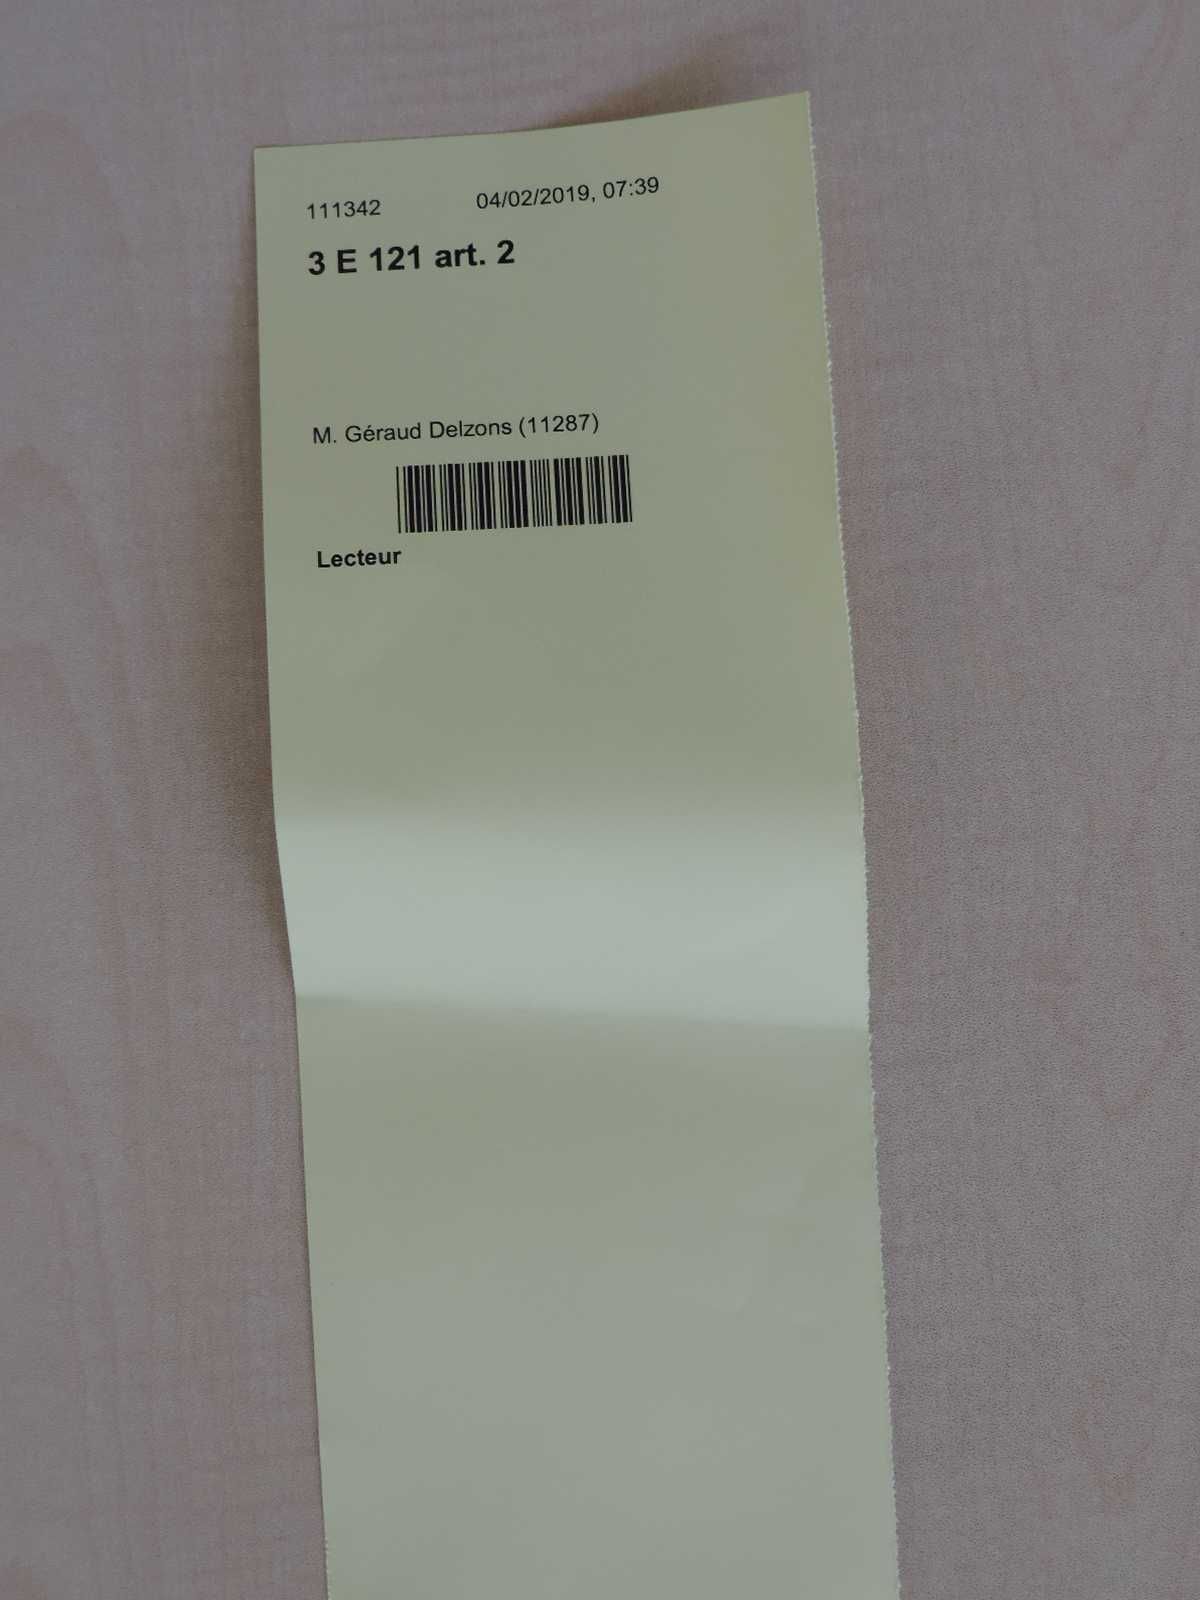 111342 04/02/2019, 07:39
3 E 121 art. 2
M. Géraud Delzons (11287)
Lecteur